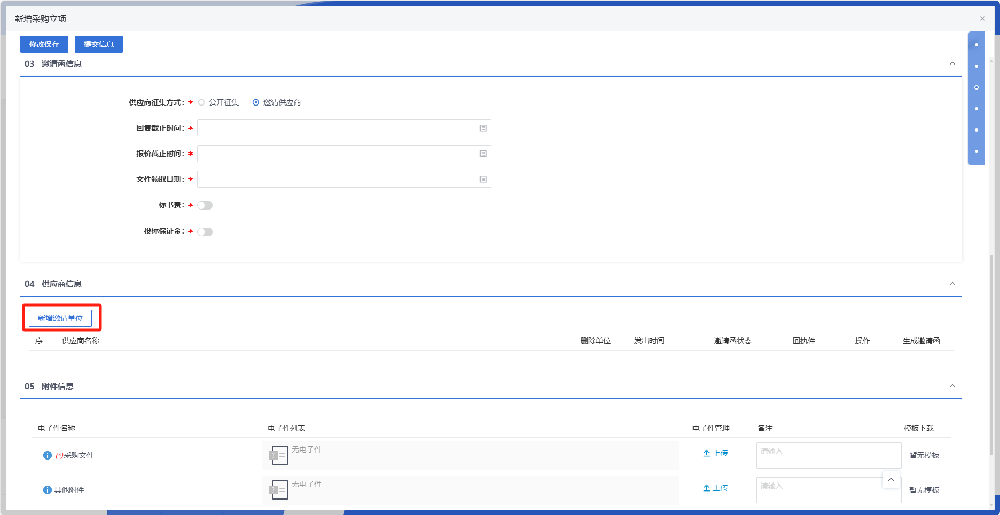 新增采购立项
修改保存 提交信息
03 邀请函信息
供应商征集方式：* 公开征集 邀请供应商
回复截止时间：*
报价截止时间：*
文件领取日期：*
标书费：*
投标保证金：*
04 供应商信息
新增邀请单位
序 供应商名称 删除单位 发出时间 邀请函状态 回执件 操作 生成邀请函
05 附件信息
电子件名称 电子件列表 电子件管理 备注 模板下载
(*)采购文件 无电子件 上传 请输入 暂无模板
其他附件 无电子件 上传 请输入 暂无模板